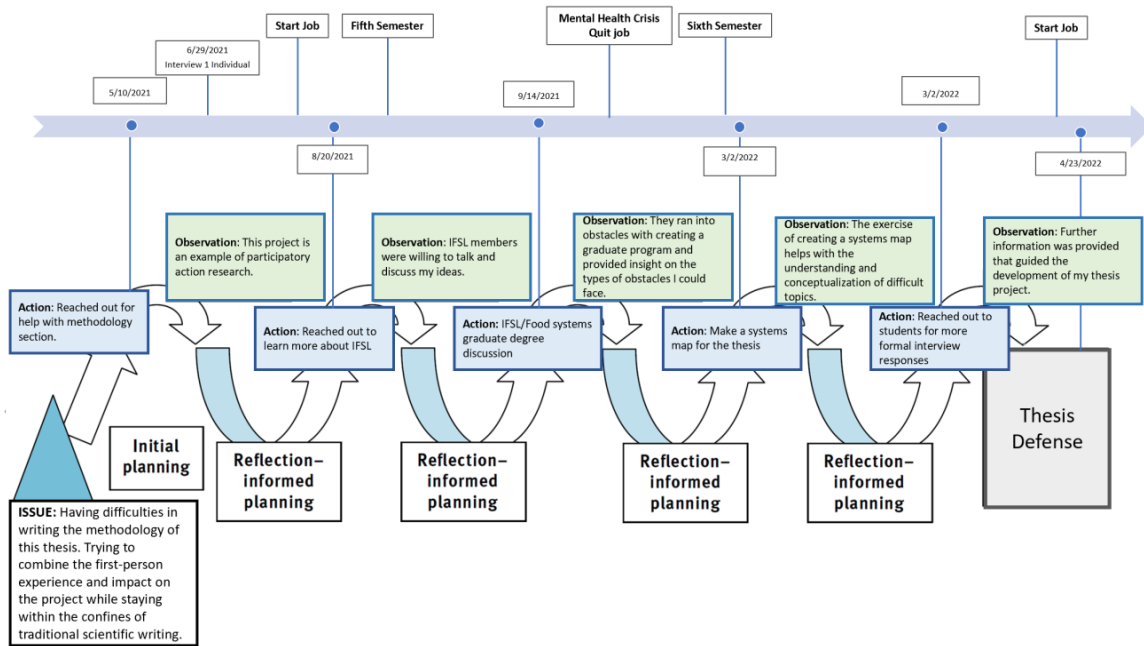 Start Job
Fifth Semester
Mental Health Crisis
Quit job
Sixth Semester
Start Job
6/29/2021
Interview 1 Individual
5/10/2021
9/14/2021
3/2/2022
8/20/2021
3/2/2022
4/23/2022
Observation: This project is
an example of participatory
action research.
Observation: IFSL members
were willing to talk and
discuss my ideas.
Observation: They ran into
obstacles with creating a
graduate program and
provided insight on the
types of obstacles I could
face.
Observation: The exercise
of creating a systems map
helps with the
understanding and
conceptualization of difficult
topics.
Observation: Further
information was provided
that guided the
development of my thesis
project.
Action: Reached out for
help with methodology
section.
Action: Reached out to
learn more about IFSL
Action: IFSL/Food systems
graduate degree
discussion
Action: Make a systems
map for the thesis
Action: Reached out to
students for more
formal interview
responses
Initial
planning
Reflection–
informed
planning
Reflection–
informed
planning
Reflection–
informed
planning
Reflection–
informed
planning
Thesis
Defense
ISSUE: Having difficulties in
writing the methodology of
this thesis. Trying to
combine the first-person
experience and impact on
the project while staying
within the confines of
traditional scientific writing.